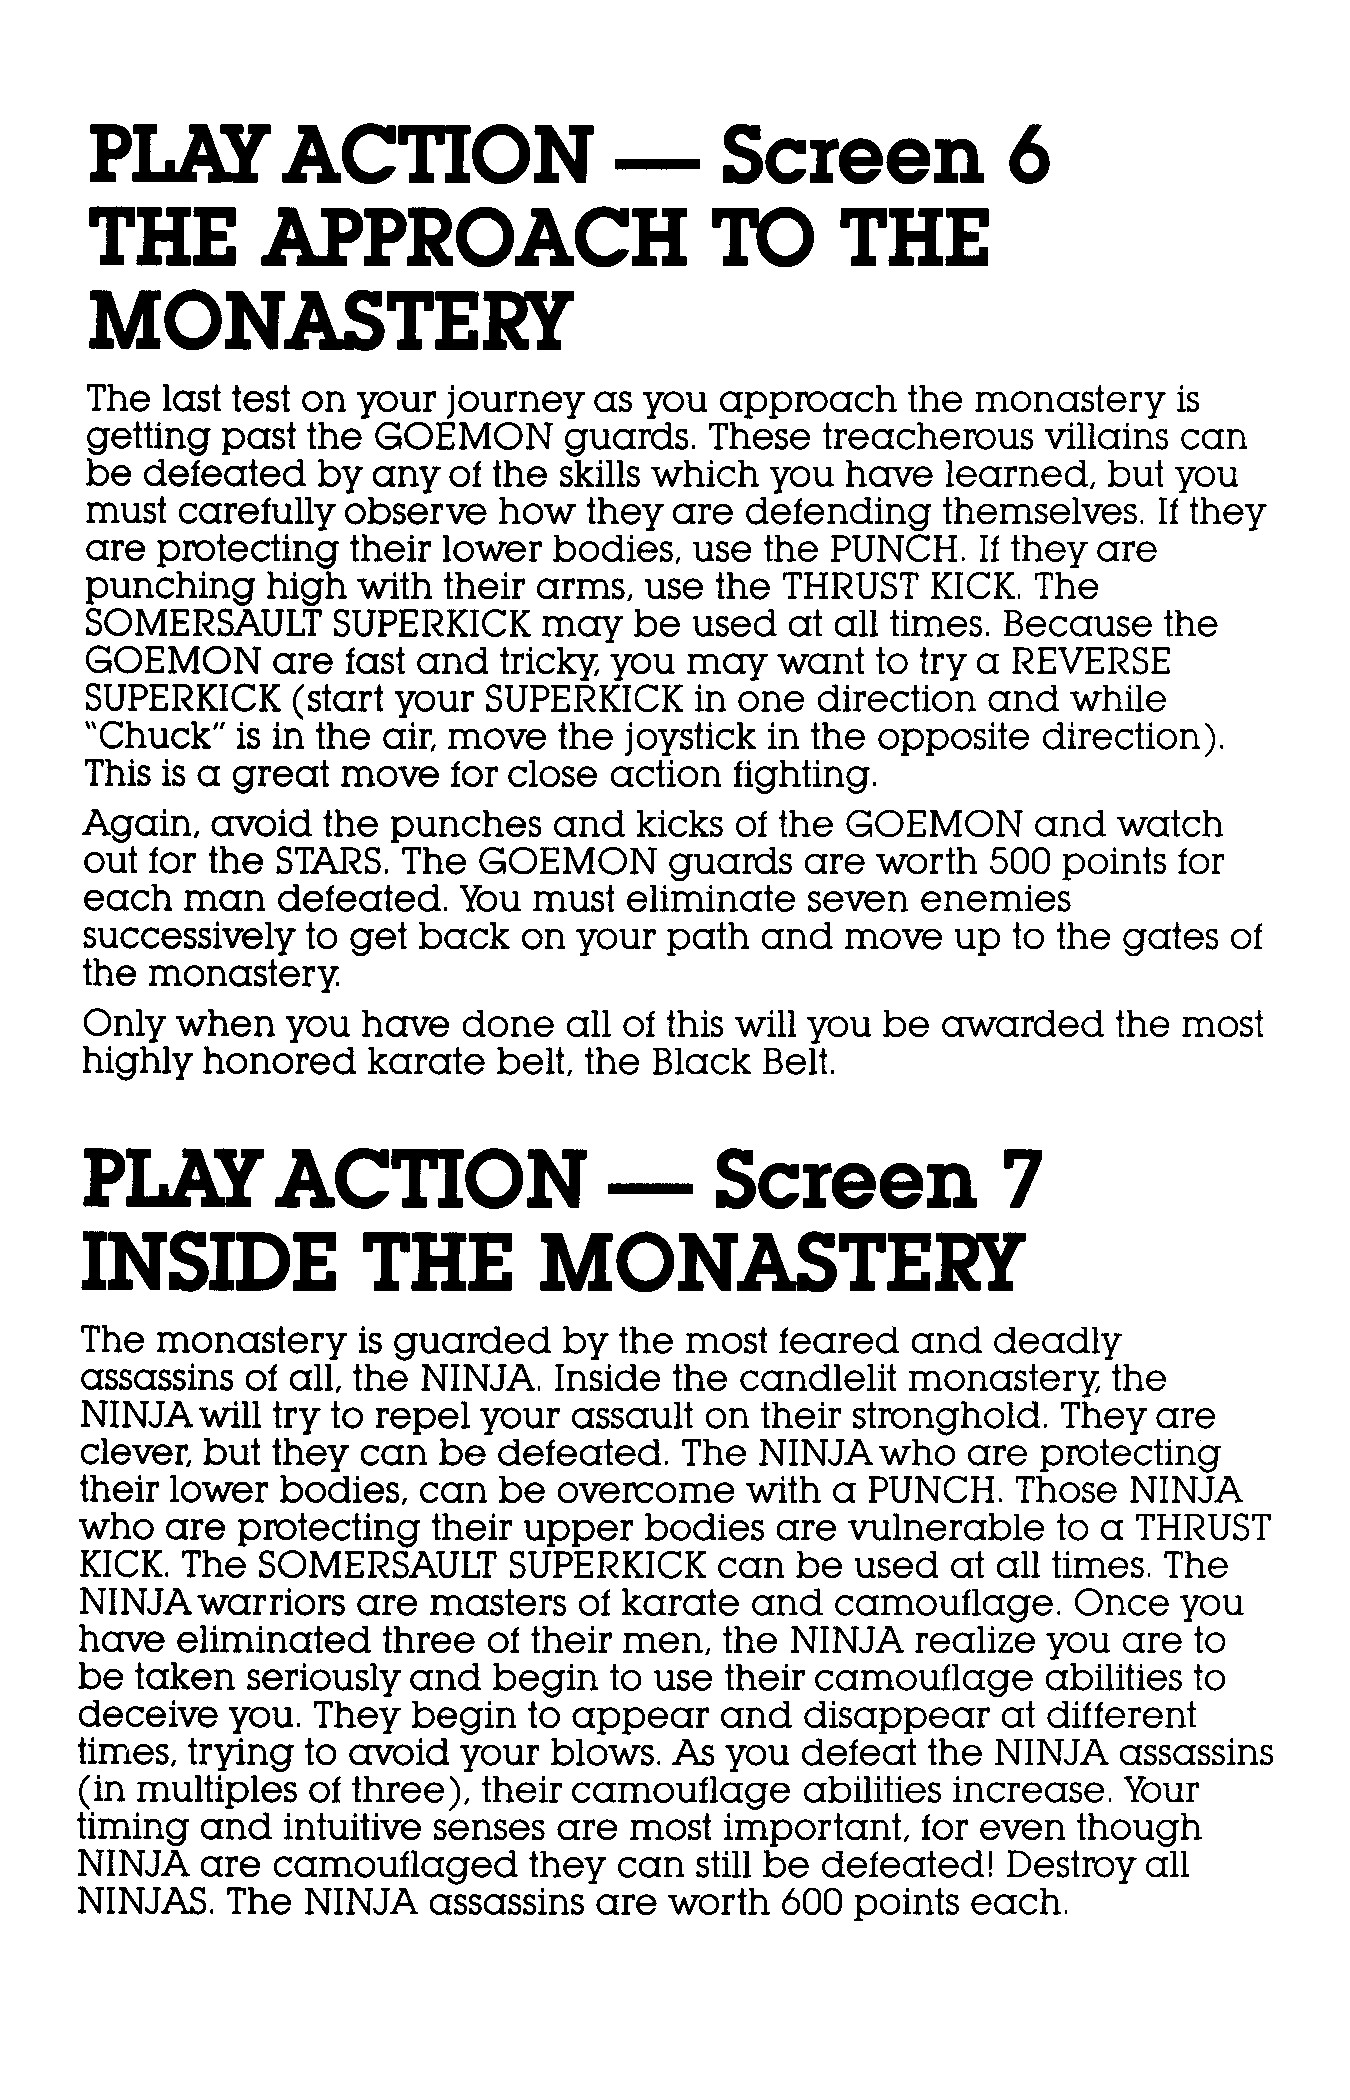 PLAY ACTION — Screen 6
THE APPROACH TO THE
MONASTERY
The last test on your journey as you approach the monastery is
getting past the GOEMON guards. These treacherous villains can
be defeated by any of the skills which you have learned, but you
must carefully observe how they are defending themselves. If they
are protecting their lower bodies, use the PUNCH. If they are
punching high with their arms, use the THRUST KICK. The
SOMERSAULT SUPERKICK may be used at all times. Because the
GOEMON are fast and tricky, you may want to try a REVERSE
SUPERKICK (start your SUPERKICK in one direction and while
"Chuck" is in the air, move the joystick in the opposite direction).
This is a great move for close action fighting.
Again, avoid the punches and kicks of the GOEMON and watch
out for the STARS. The GOEMON guards are worth 500 points for
each man defeated. You must eliminate seven enemies
successively to get back on your path and move up to the gates of
the monastery.
Only when you have done all of this will you be awarded the most
highly honored karate belt, the Black Belt.
PLAY ACTION — Screen 7
INSIDE THE MONASTERY
The monastery is guarded by the most feared and deadly
assassins of all, the NINJA. Inside the candlelit monastery, the
NINJA will try to repel your assault on their stronghold. They are
clever, but they can be defeated. The NINJA who are protecting
their lower bodies, can be overcome with a PUNCH. Those NINJA
who are protecting their upper bodies are vulnerable to a THRUST
KICK. The SOMERSAULT SUPERKICK can be used at all times. The
NINJA warriors are masters of karate and camouflage. Once you
have eliminated three of their men, the NINJA realize you are to
be taken seriously and begin to use their camouflage abilities to
deceive you. They begin to appear and disappear at different
times, trying to avoid your blows. As you defeat the NINJA assassins
(in multiples of three), their camouflage abilities increase. Your
timing and intuitive senses are most important, for even though
NINJA are camouflaged they can still be defeated! Destroy all
NINJAS. The NINJA assassins are worth 600 points each.